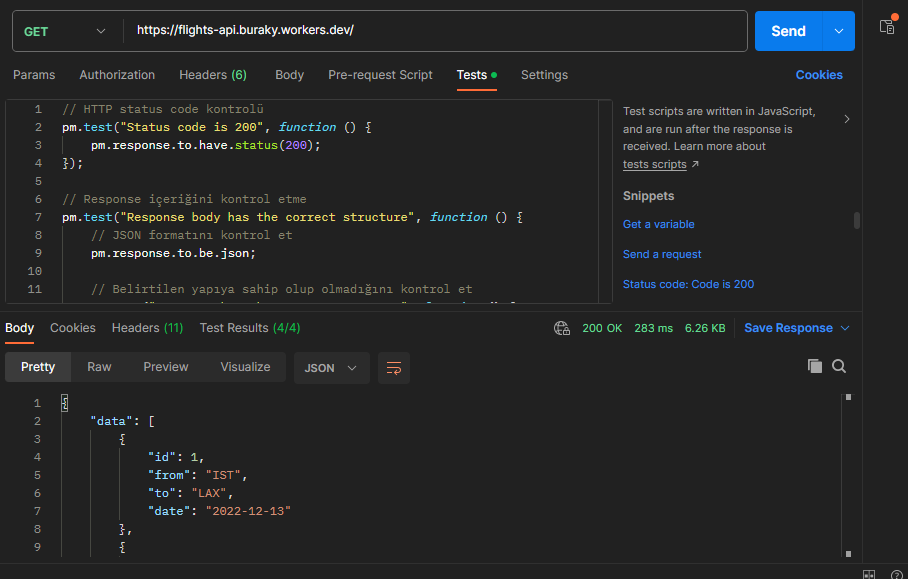 GET https://flights-api.buraky.workers.dev/ Send
Params Authorization Headers (6) Body Pre-request Script Tests Settings Cookies
1 // HTTP status code kontrolü
2 pm.test("Status code is 200", function () {
3 pm.response.to.have.status(200);
4 });
5
6 // Response içeriğini kontrol etme
7 pm.test("Response body has the correct structure", function () {
8 // JSON formatını kontrol et
9 pm.response.to.be.json;
10
11 // Belirtilen yapıya sahip olup olmadığını kontrol et
Test scripts are written in JavaScript,
and are run after the response is
received. Learn more about
tests scripts ↗
Snippets
Get a variable
Send a request
Status code: Code is 200
Body Cookies Headers (11) Test Results (4/4) 200 OK 283 ms 6.26 KB Save Response
Pretty Raw Preview Visualize JSON
1 {
2 "data": [
3 {
4 "id": 1,
5 "from": "IST",
6 "to": "LAX",
7 "date": "2022-12-13"
8 },
9 {